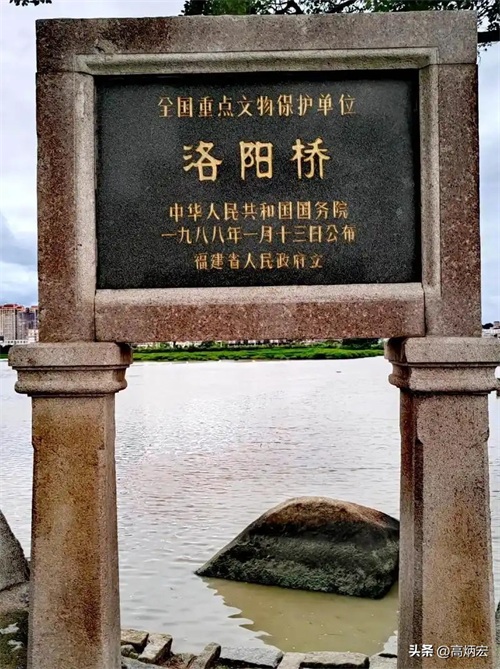 全国重点文物保护单位
洛阳桥
中华人民共和国国务院
一九八八年一月十三日公布
福建省人民政府立
头条@高炳宏